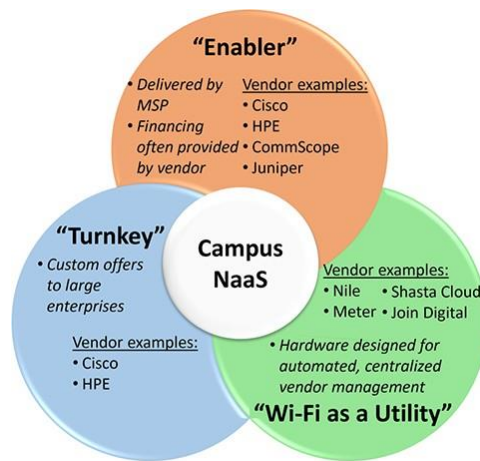 “Enabler”
• Delivered by
MSP
• Financing
often provided
by vendor
Vendor examples:
• Cisco
• HPE
• CommScope
• Juniper
“Turnkey”
• Custom offers
to large
enterprises
Vendor examples:
• Cisco
• HPE
Campus
NaaS
Vendor examples:
• Nile • Shasta Cloud
• Meter • Join Digital
• Hardware designed for
automated, centralized
vendor management
“Wi-Fi as a Utility”